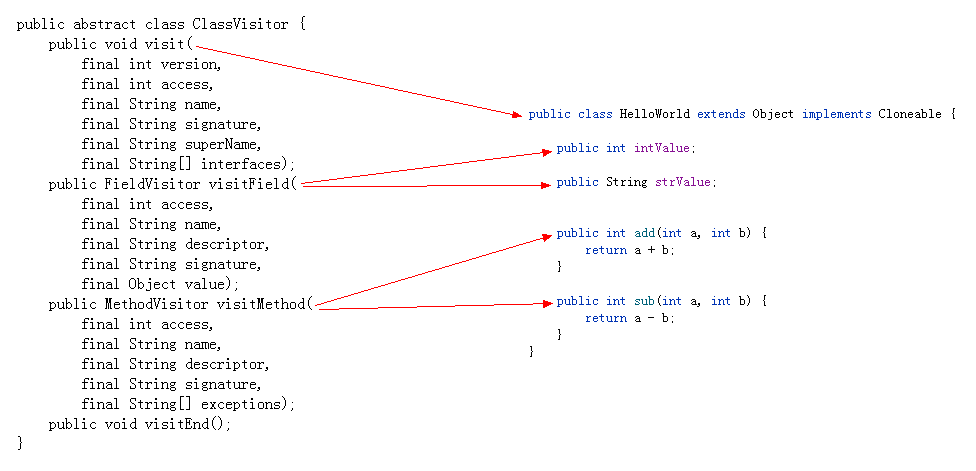 public abstract class ClassVisitor {
public void visit(
final int version,
final int access,
final String name,
final String signature,
final String superName,
final String[] interfaces);
public FieldVisitor visitField(
final int access,
final String name,
final String descriptor,
final String signature,
final Object value);
public MethodVisitor visitMethod(
final int access,
final String name,
final String descriptor,
final String signature,
final String[] exceptions);
public void visitEnd();
}
public class HelloWorld extends Object implements Cloneable {
public int intValue;
public String strValue;
public int add(int a, int b) {
return a + b;
}
public int sub(int a, int b) {
return a - b;
}
}